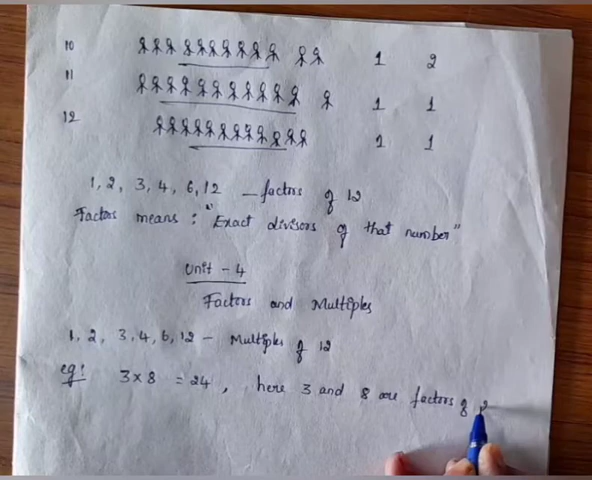 10 1 2
11 1 1
12 1 1
1, 2, 3, 4, 6, 12 - factors of 12
Factors means : "Exact divisors of that number"
Unit - 4
Factors and Multiples
1, 2, 3, 4, 6, 12 - Multiples of 12
eg: 3 x 8 = 24, here 3 and 8 are factors of 2